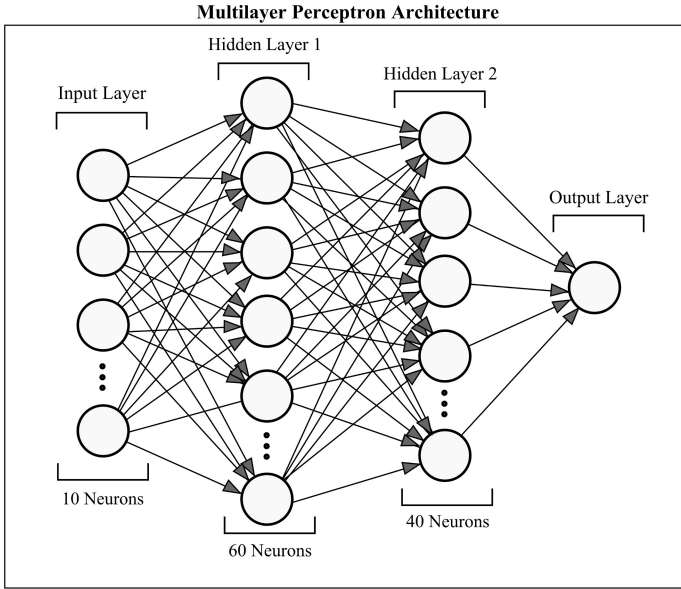 Multilayer Perceptron Architecture
Hidden Layer 1
Hidden Layer 2
Input Layer
Output Layer
10 Neurons
60 Neurons
40 Neurons